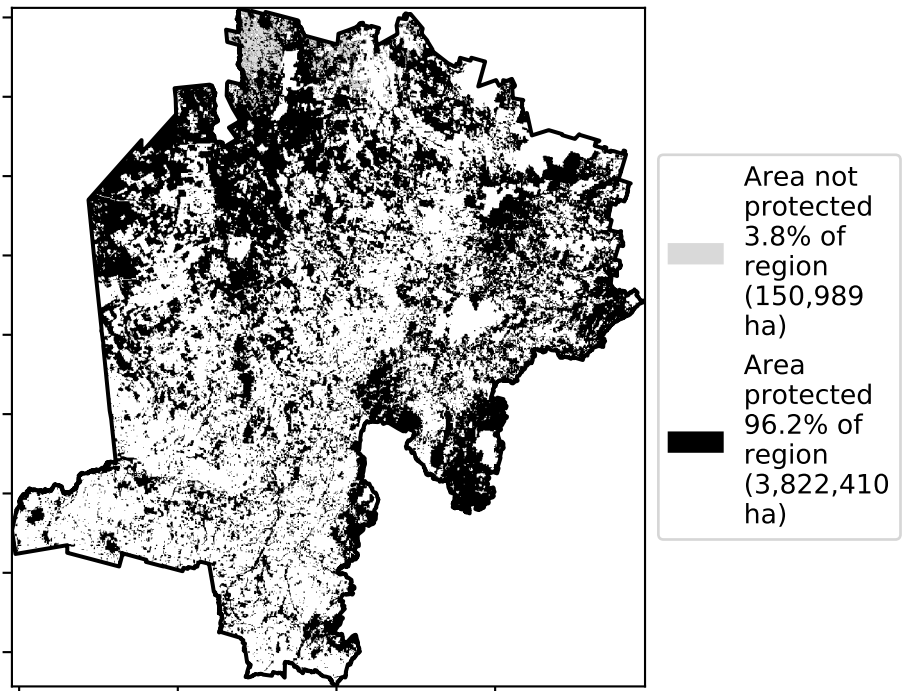 Area not
protected
3.8% of
region
(150,989
ha)
Area
protected
96.2% of
region
(3,822,410
ha)